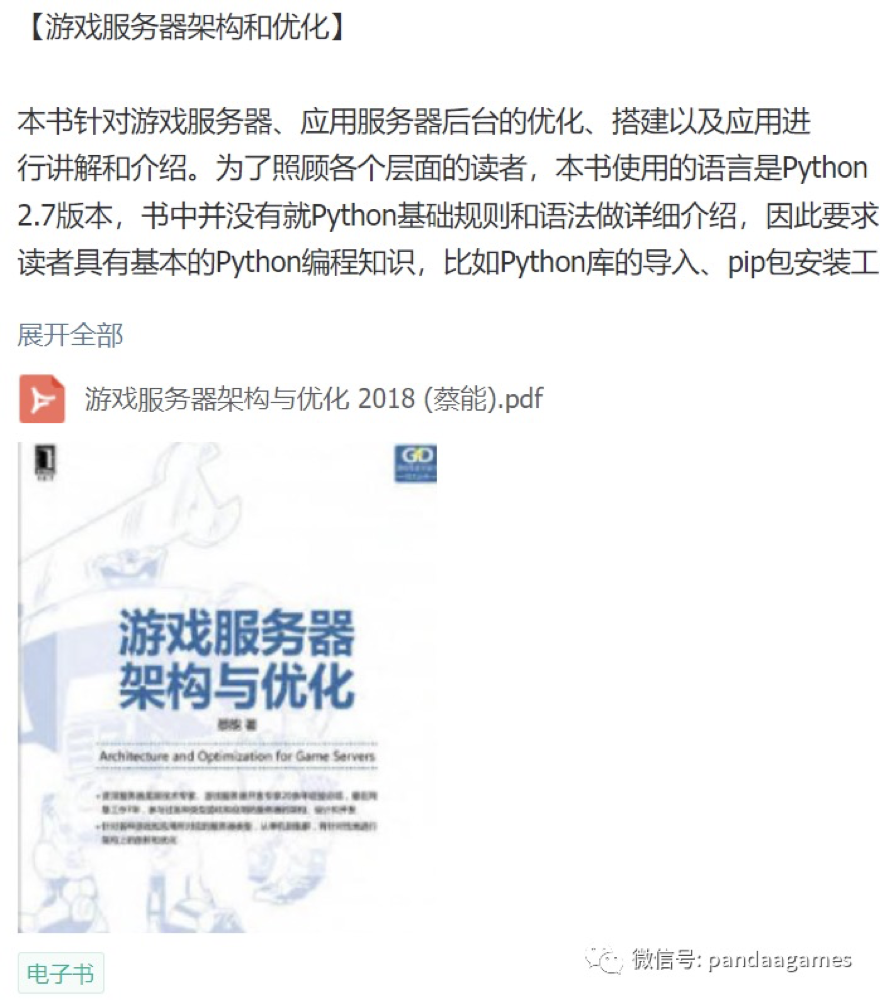 【游戏服务器架构和优化】
本书针对游戏服务器、应用服务器后台的优化、搭建以及应用进
行讲解和介绍。为了照顾各个层面的读者，本书使用的语言是Python
2.7版本，书中并没有就Python基础规则和语法做详细介绍，因此要求
读者具有基本的Python编程知识，比如Python库的导入、pip包安装工
展开全部
游戏服务器架构与优化 2018 (蔡能).pdf
游戏服务器
架构与优化
蔡能 著
Architecture and Optimization for Game Servers
电子书
微信号: pandaagames